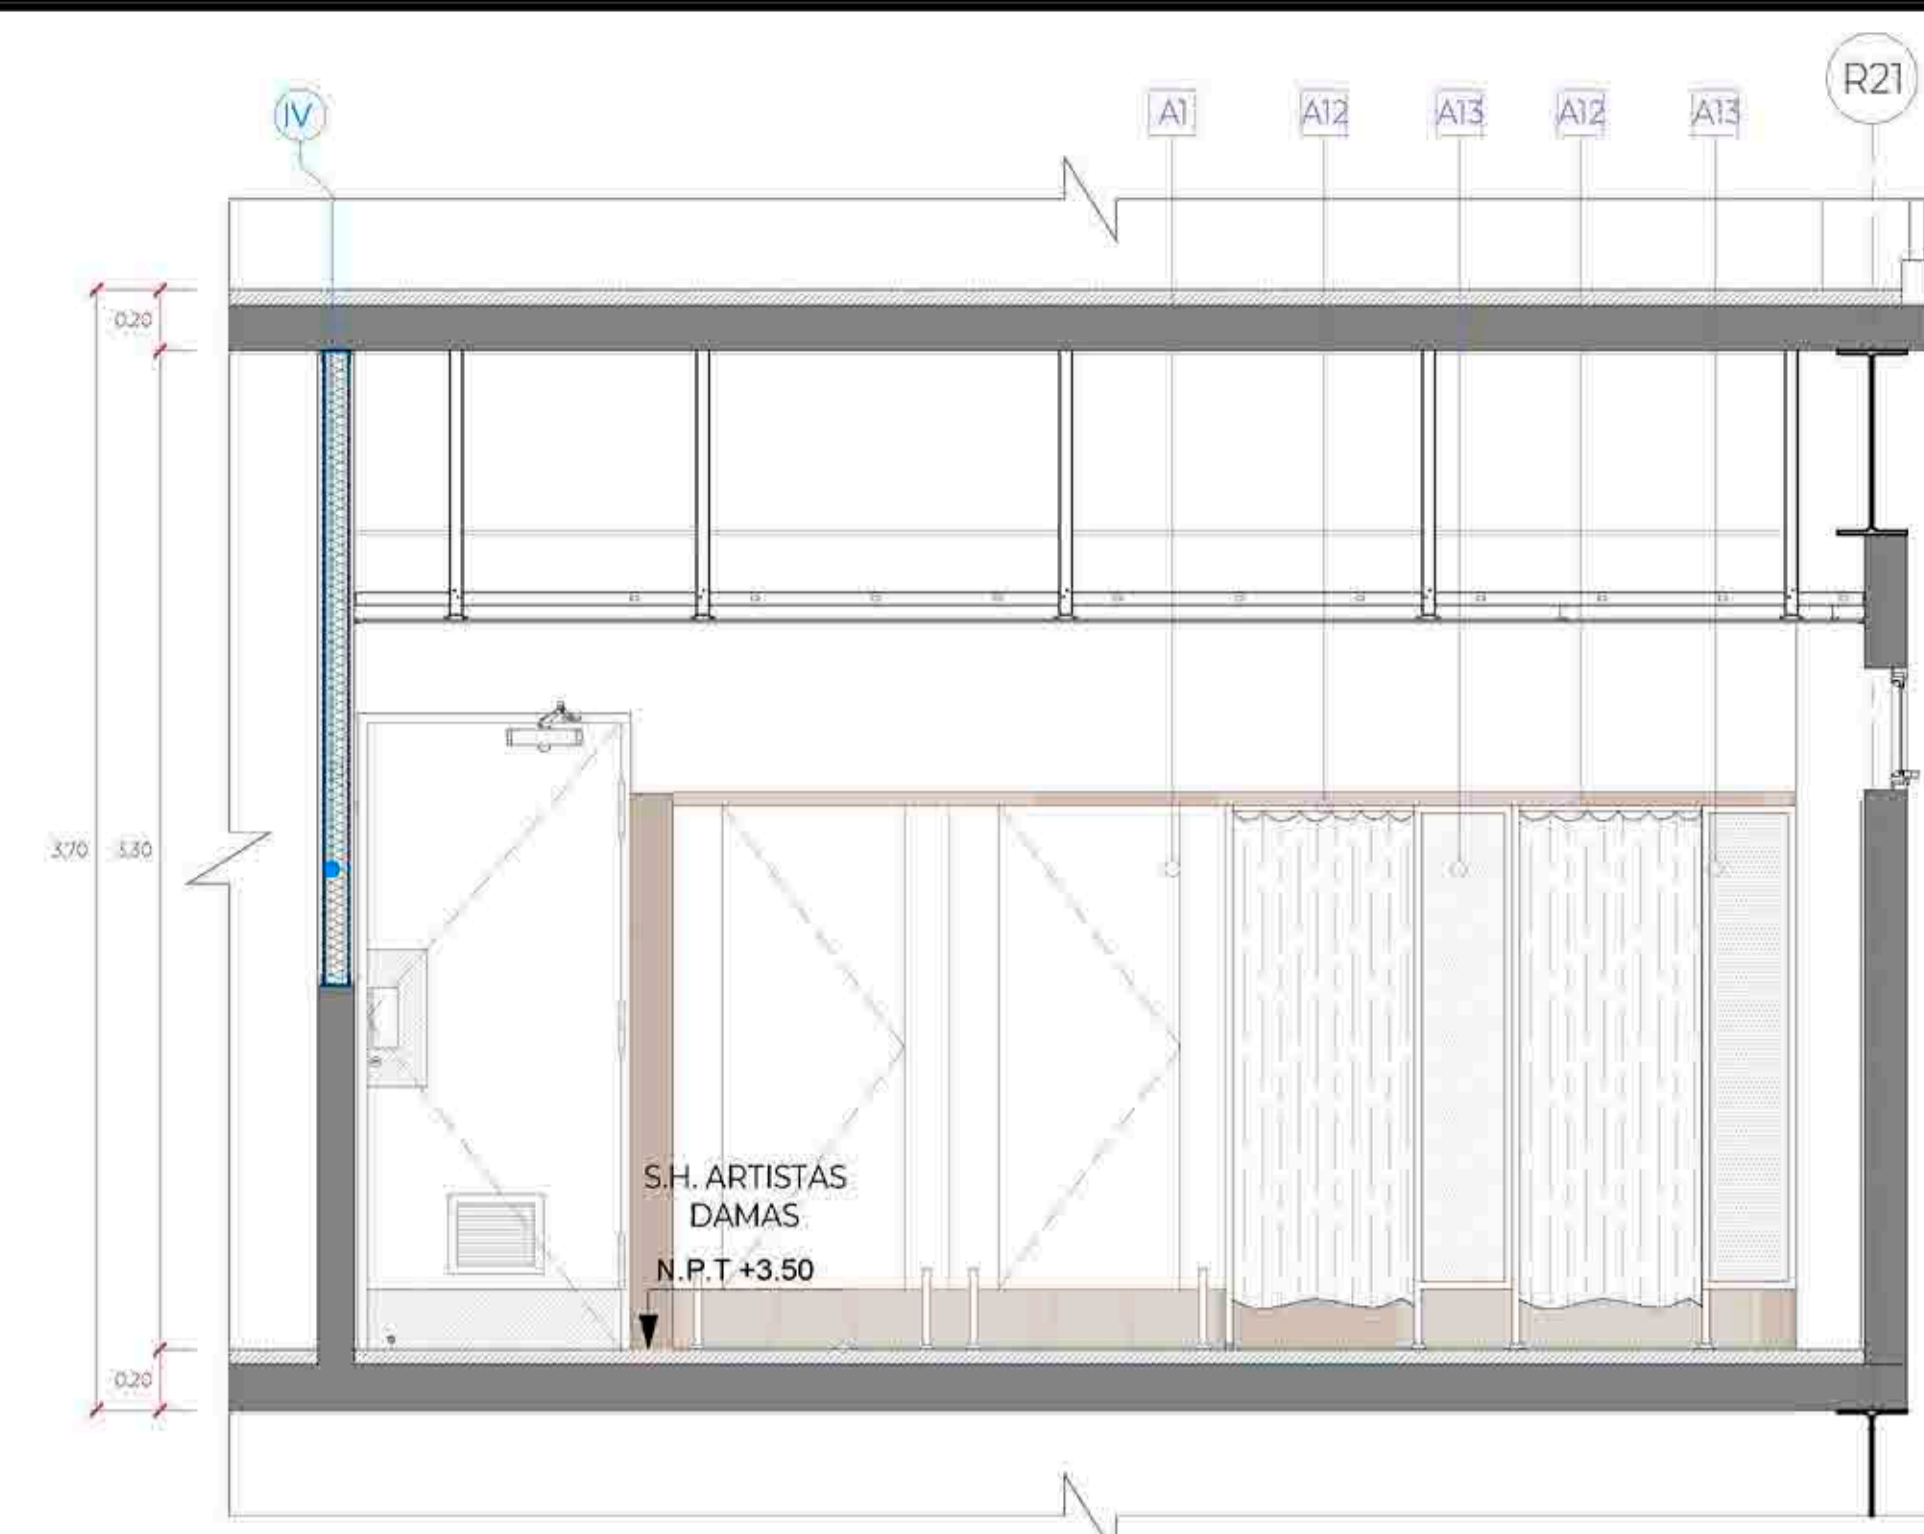 R21
IV
A1
A12
A13
A12
A13
0.20
3.70
3.30
S.H. ARTISTAS
DAMAS
N.P.T +3.50
0.20